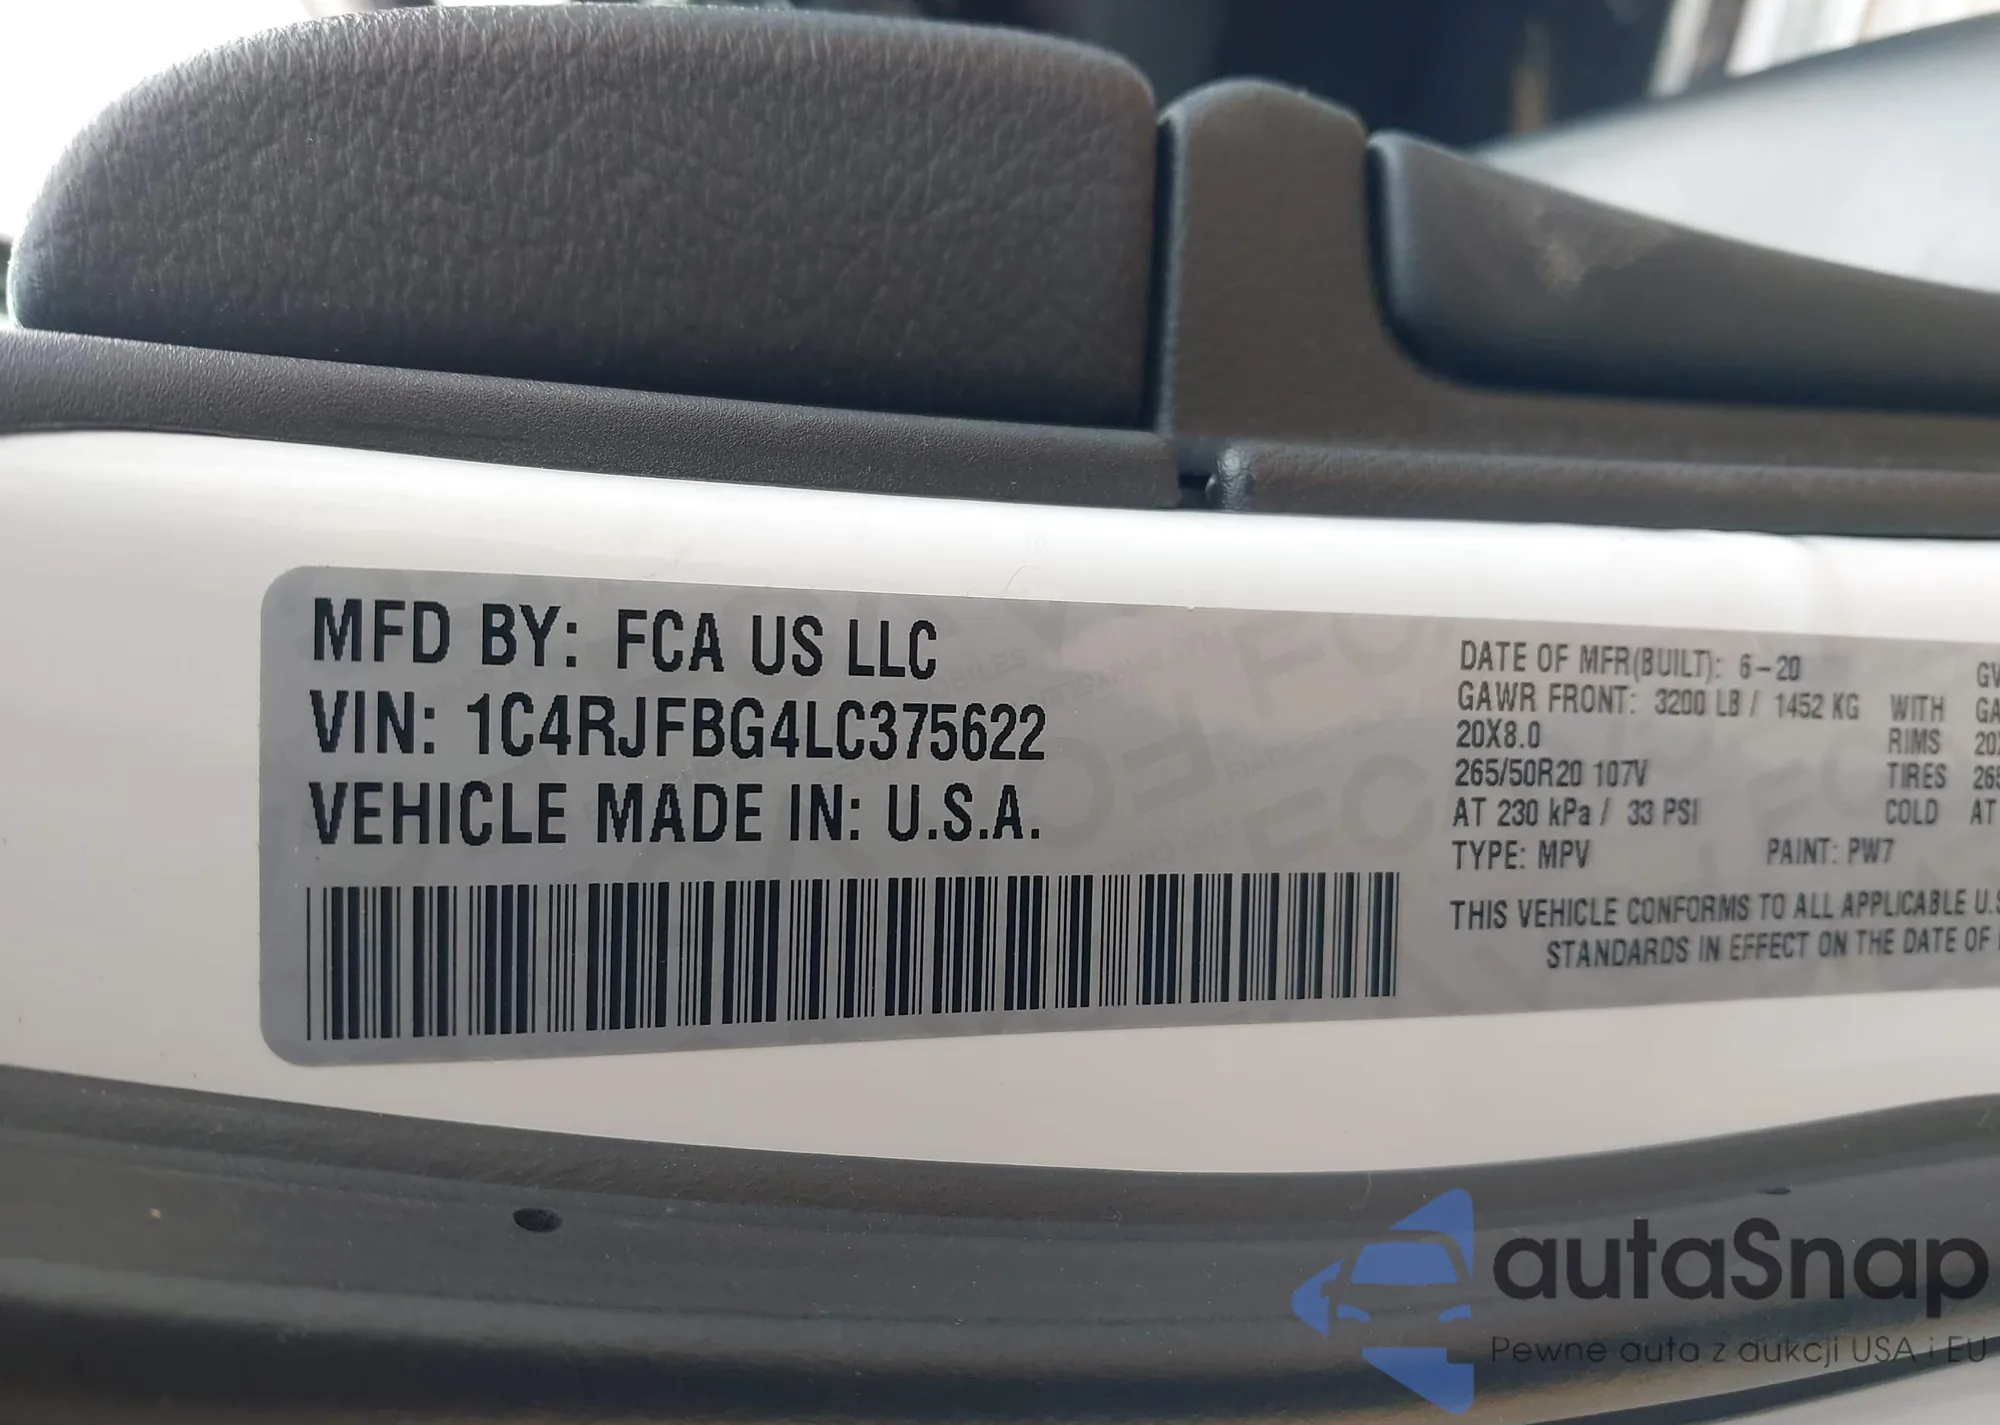 MFD BY: FCA US LLC
VIN: 1C4RJFBG4LC375622
VEHICLE MADE IN: U.S.A.
DATE OF MFR(BUILT): 6-20
GAWR FRONT: 3200 LB / 1452 KG WITH
20X8.0 RIMS
265/50R20 107V TIRES
AT 230 kPa / 33 PSI COLD AT
TYPE: MPV PAINT: PW7
THIS VEHICLE CONFORMS TO ALL APPLICABLE
STANDARDS IN EFFECT ON THE DATE OF
autaSnap
Pewne auta z aukcji USA i EU